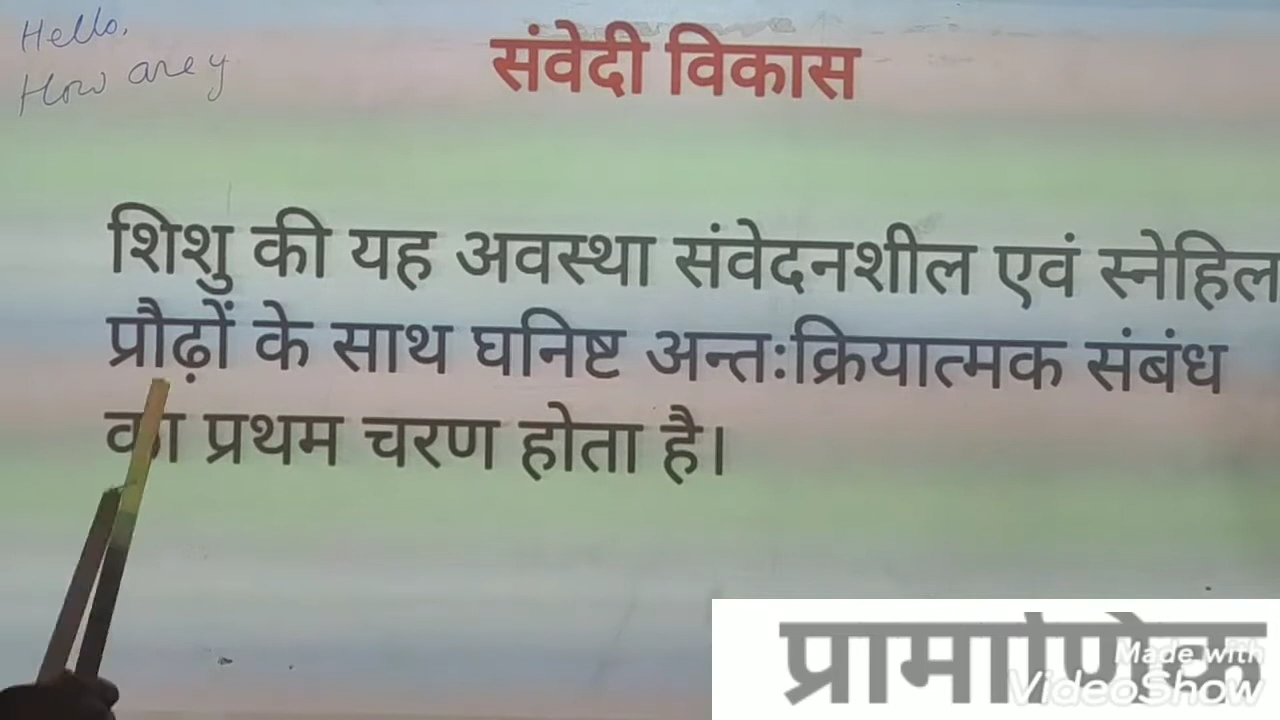 Hello,
How are y
संवेदी विकास
शिशु की यह अवस्था संवेदनशील एवं स्नेहिल
प्रौढ़ों के साथ घनिष्ट अन्तःक्रियात्मक संबंध
का प्रथम चरण होता है।
प्रामाणिक
Made with
VideoShow